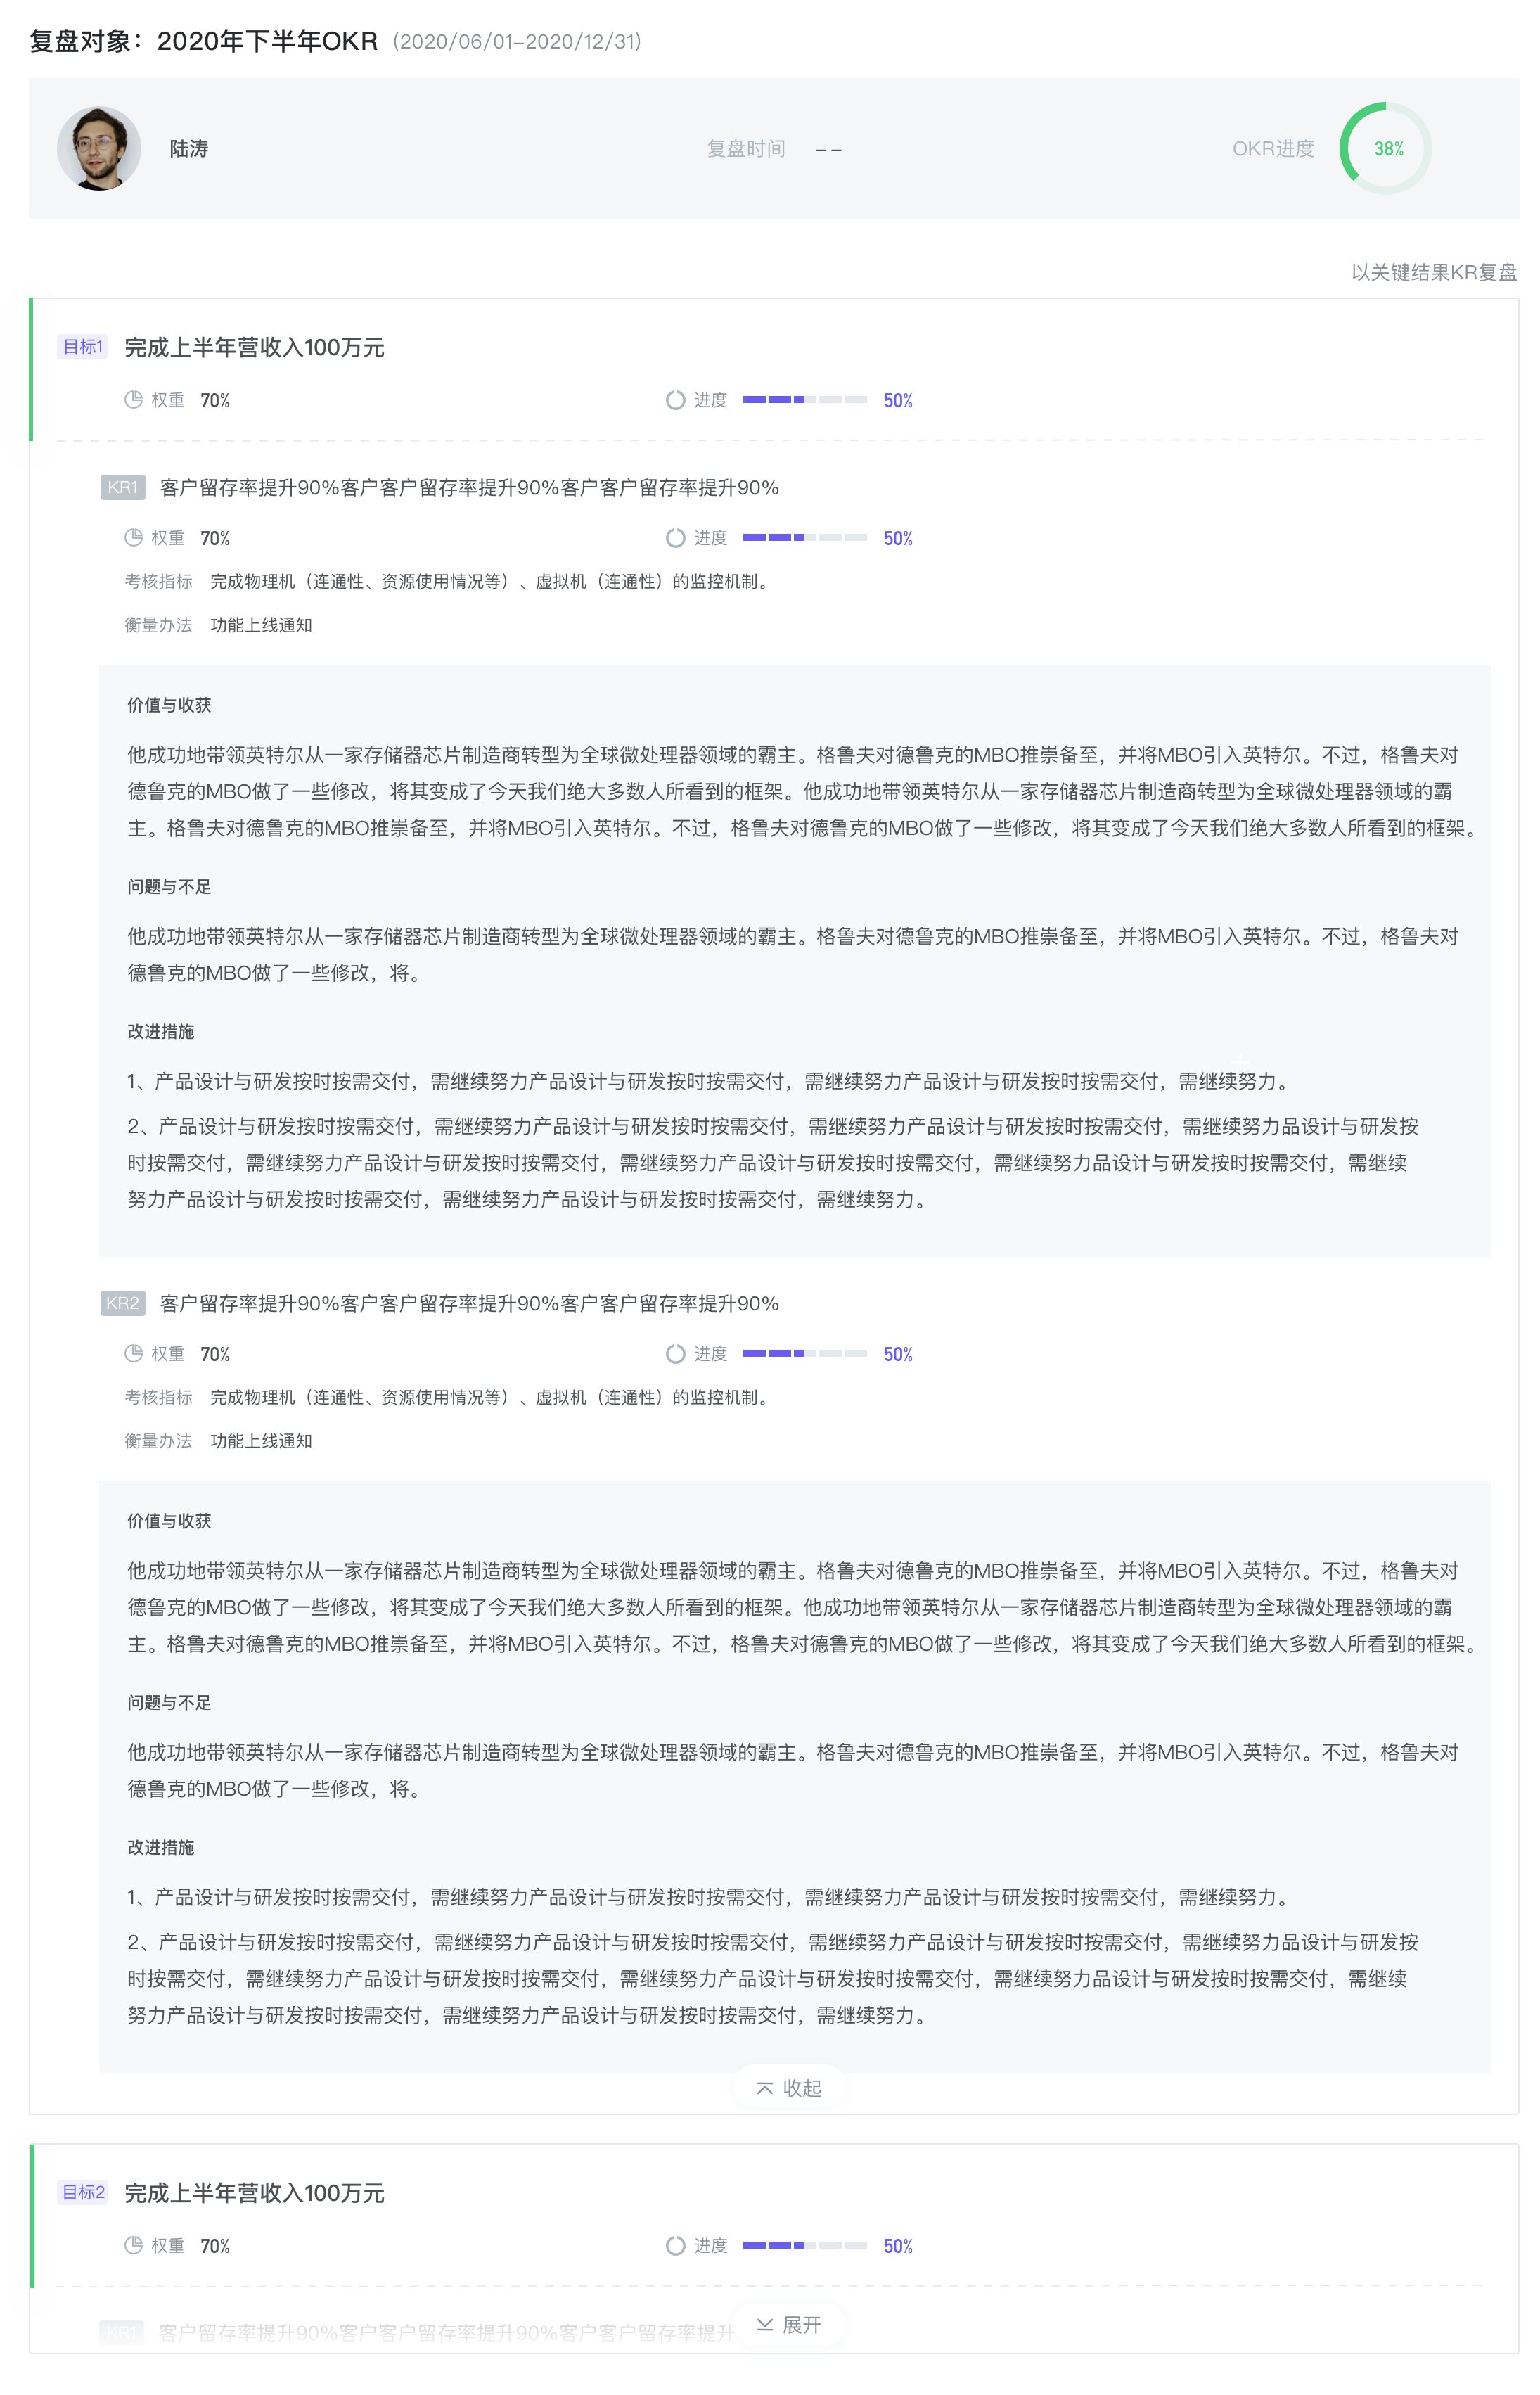 复盘对象：2020年下半年OKR（2020/06/01-2020/12/31)
陆涛 复盘时间 -- OKR进度 38%
以关键结果KR复盘
目标1 完成上半年营收入100万元
权重 70% 进度 50%
KR1 客户留存率提升90%客户客户留存率提升90%客户客户留存率提升90%
权重 70% 进度 50%
考核指标 完成物理机（连通性、资源使用情况等）、虚拟机（连通性）的监控机制。
衡量办法 功能上线通知
价值与收获
他成功地带领英特尔从一家存储器芯片制造商转型为全球微处理器领域的霸主。格鲁夫对德鲁克的MBO推崇备至，并将MBO引入英特尔。不过，格鲁夫对
德鲁克的MBO做了一些修改，将其变成了今天我们绝大多数人所看到的框架。他成功地带领英特尔从一家存储器芯片制造商转型为全球微处理器领域的霸
主。格鲁夫对德鲁克的MBO推崇备至，并将MBO引入英特尔。不过，格鲁夫对德鲁克的MBO做了一些修改，将其变成了今天我们绝大多数人所看到的框架。
问题与不足
他成功地带领英特尔从一家存储器芯片制造商转型为全球微处理器领域的霸主。格鲁夫对德鲁克的MBO推崇备至，并将MBO引入英特尔。不过，格鲁夫对
德鲁克的MBO做了一些修改，将。
改进措施
1、产品设计与研发按时按需交付，需继续努力产品设计与研发按时按需交付，需继续努力产品设计与研发按时按需交付，需继续努力。
2、产品设计与研发按时按需交付，需继续努力产品设计与研发按时按需交付，需继续努力产品设计与研发按时按需交付，需继续努力品设计与研发按
时按需交付，需继续努力产品设计与研发按时按需交付，需继续努力产品设计与研发按时按需交付，需继续努力品设计与研发按时按需交付，需继续
努力产品设计与研发按时按需交付，需继续努力产品设计与研发按时按需交付，需继续努力。
KR2 客户留存率提升90%客户客户留存率提升90%客户客户留存率提升90%
权重 70% 进度 50%
考核指标 完成物理机（连通性、资源使用情况等）、虚拟机（连通性）的监控机制。
衡量办法 功能上线通知
价值与收获
他成功地带领英特尔从一家存储器芯片制造商转型为全球微处理器领域的霸主。格鲁夫对德鲁克的MBO推崇备至，并将MBO引入英特尔。不过，格鲁夫对
德鲁克的MBO做了一些修改，将其变成了今天我们绝大多数人所看到的框架。他成功地带领英特尔从一家存储器芯片制造商转型为全球微处理器领域的霸
主。格鲁夫对德鲁克的MBO推崇备至，并将MBO引入英特尔。不过，格鲁夫对德鲁克的MBO做了一些修改，将其变成了今天我们绝大多数人所看到的框架。
问题与不足
他成功地带领英特尔从一家存储器芯片制造商转型为全球微处理器领域的霸主。格鲁夫对德鲁克的MBO推崇备至，并将MBO引入英特尔。不过，格鲁夫对
德鲁克的MBO做了一些修改，将。
改进措施
1、产品设计与研发按时按需交付，需继续努力产品设计与研发按时按需交付，需继续努力产品设计与研发按时按需交付，需继续努力。
2、产品设计与研发按时按需交付，需继续努力产品设计与研发按时按需交付，需继续努力产品设计与研发按时按需交付，需继续努力品设计与研发按
时按需交付，需继续努力产品设计与研发按时按需交付，需继续努力产品设计与研发按时按需交付，需继续努力品设计与研发按时按需交付，需继续
努力产品设计与研发按时按需交付，需继续努力产品设计与研发按时按需交付，需继续努力。
收起
目标2 完成上半年营收入100万元
权重 70% 进度 50%
KR1 客户留存率提升90%客户客户留存率提升90%客户客户留存率提升
展开